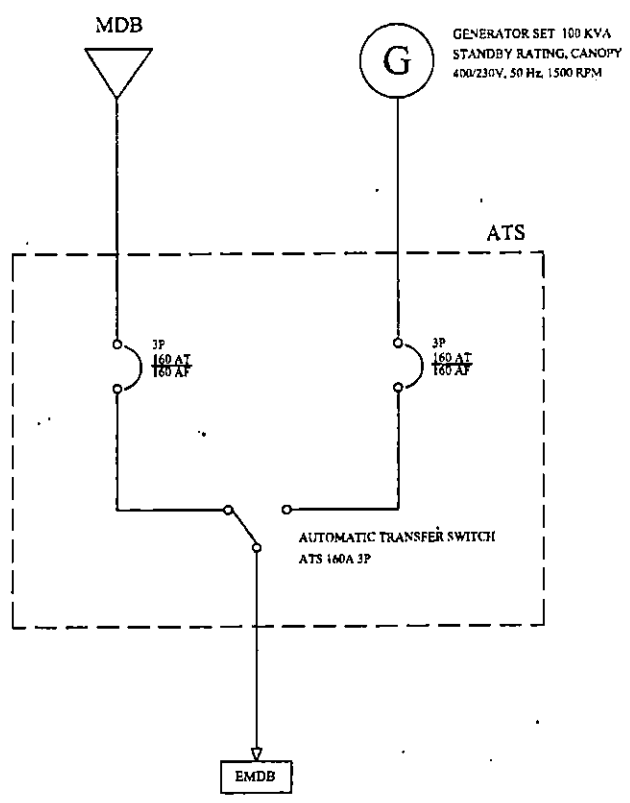 MDB
G
GENERATOR SET 100 KVA
STANDBY RATING, CANOPY
400/230V, 50 Hz, 1500 RPM
ATS
3P
160 AT
160 AF
3P
160 AT
160 AF
AUTOMATIC TRANSFER SWITCH
ATS 160A 3P
EMDB